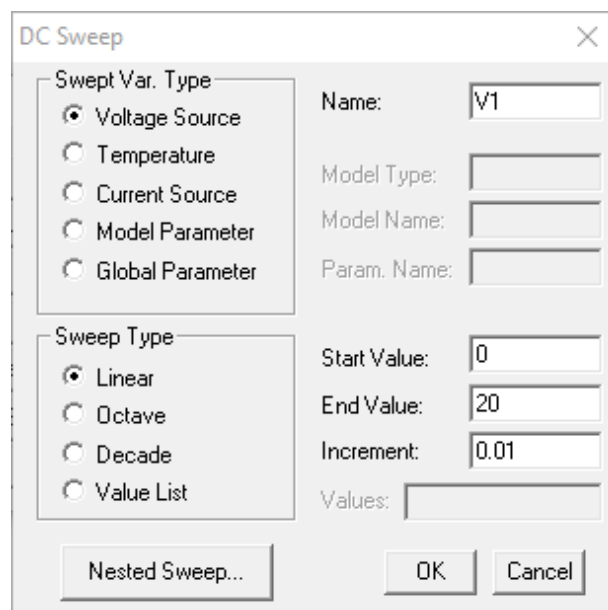 DC Sweep
Swept Var. Type
Voltage Source
Temperature
Current Source
Model Parameter
Global Parameter
Name: V1
Model Type:
Model Name:
Param. Name:
Sweep Type
Linear
Octave
Decade
Value List
Start Value: 0
End Value: 20
Increment: 0.01
Values:
Nested Sweep...
OK
Cancel